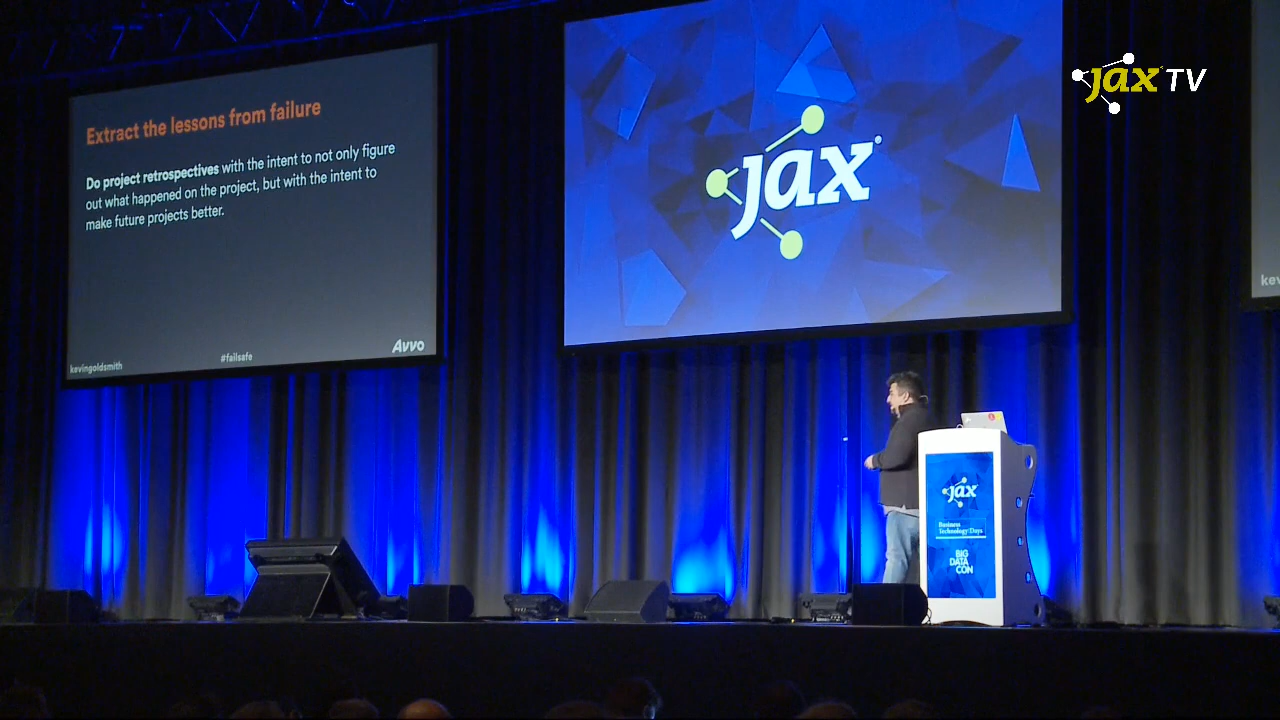 Extract the lessons from failure
Do project retrospectives with the intent to not only figure
out what happened on the project, but with the intent to
make future projects better.
kevingoldsmith
#failsafe
Avvo
jax
jax TV
kev
jax
Business
Technology Days
BIG
DATA
CON